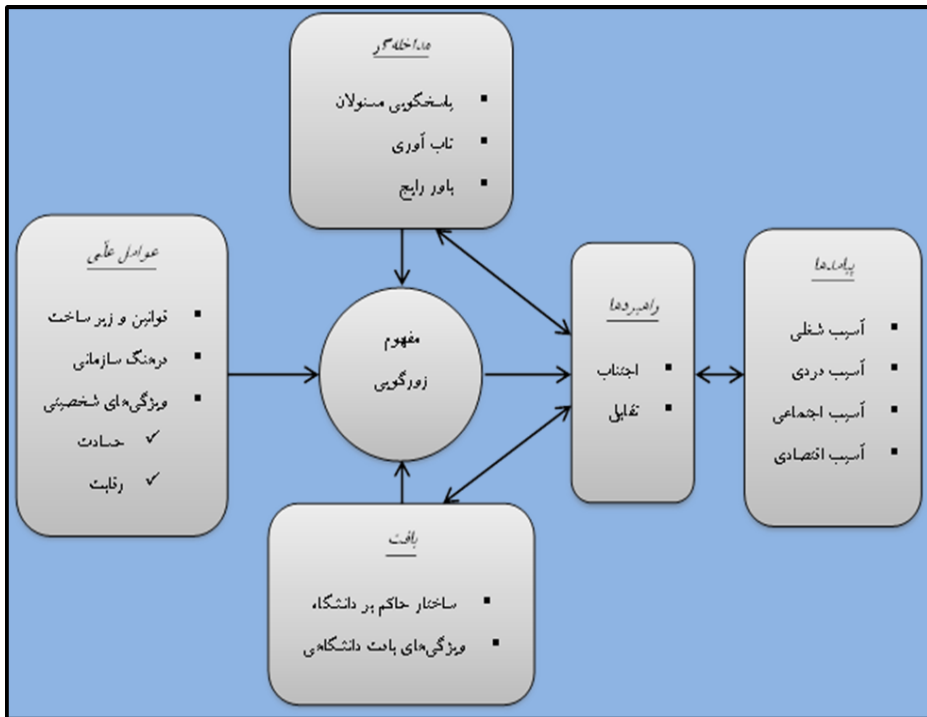 مداخله‌گر
پاسخگویی مسئولان
تاب آوری
باور رایج
عوامل علّی
قوانین و زیر ساخت
فرهنگ سازمانی
ویژگی‌های شخصیتی
حسادت
رقابت
مفهوم
زورگویی
راهبردها
اجتناب
تقابل
پیامدها
آسیب شغلی
آسیب فردی
آسیب اجتماعی
آسیب اقتصادی
بافت
ساختار حاکم بر دانشگاه
ویژگی‌های بافت دانشگاهی